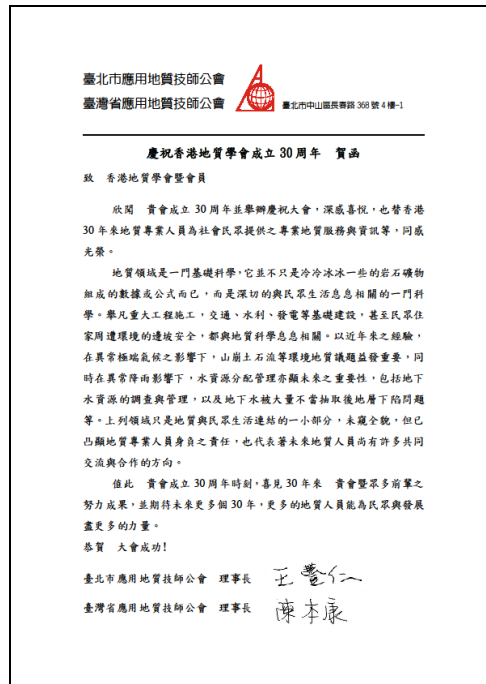 臺北市應用地質技師公會
臺灣省應用地質技師公會
臺北市中山區長春路 368 號 4 樓-1
慶祝香港地質學會成立 30 周年 賀函
致 香港地質學會暨會員
欣聞 貴會成立 30 周年並舉辦慶祝大會,深感喜悅,也替香港
30 年來地質專業人員為社會民眾提供之專業地質服務與資訊等,同感
光榮。
地質領域是一門基礎科學,它並不只是冷冷冰冰一些的岩石礦物
組成的數據或公式而已,而是深切的與民眾生活息息相關的一門科
學。舉凡重大工程施工,交通、水利、發電等基礎建設,甚至民眾住
家周遭環境的邊坡安全,都與地質科學息息相關。以近年來之經驗,
在異常極端氣候之影響下,山崩土石流等環境地質議題益發重要,同
時在異常降雨影響下,水資源分配管理亦顯未來之重要性,包括地下
水資源的調查與管理,以及地下水被大量不當抽取後地層下陷問題
等。上列領域只是地質與民眾生活連結的一小部分,未窺全貌,但已
凸顯地質專業人員身負之責任,也代表著未來地質人員尚有許多共同
交流與合作的方向。
值此 貴會成立 30 周年時刻,喜見 30 年來 貴會暨眾多前輩之
努力成果,並期待未來更多個 30 年,更多的地質人員能為民眾與發展
盡更多的力量。
恭賀 大會成功!
臺北市應用地質技師公會 理事長 王豐仁
臺灣省應用地質技師公會 理事長 陳本康